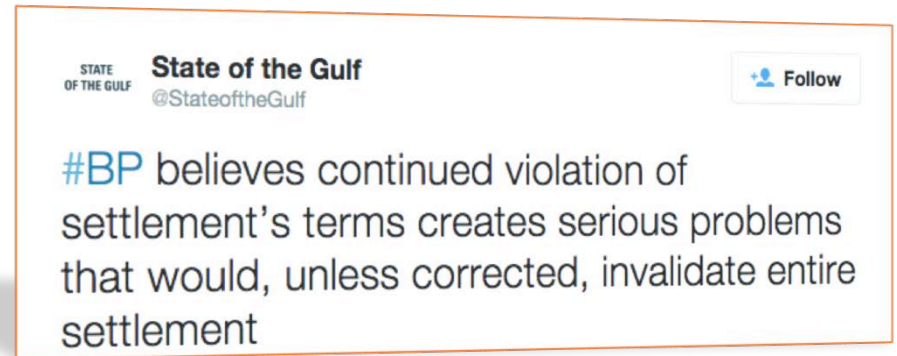 STATE
OF THE GULF
State of the Gulf
@StateoftheGulf
Follow
#BP believes continued violation of
settlement's terms creates serious problems
that would, unless corrected, invalidate entire
settlement